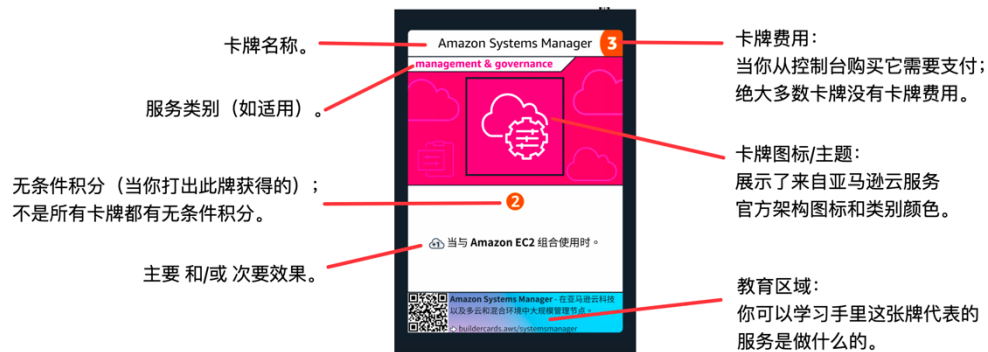 卡牌名称。
服务类别（如适用）。
无条件积分（当你打出此牌获得的）；
不是所有卡牌都有无条件积分。
主要 和/或 次要效果。
Amazon Systems Manager
3
management & governance
2
+1 当与 Amazon EC2 组合使用时。
Amazon Systems Manager - 在亚马逊云科技
以及多云和混合环境中大规模管理节点。
buildercards.aws/systemsmanager
卡牌费用：
当你从控制台购买它需要支付；
绝大多数卡牌没有卡牌费用。
卡牌图标/主题：
展示了来自亚马逊云服务
官方架构图标和类别颜色。
教育区域：
你可以学习手里这张牌代表的
服务是做什么的。